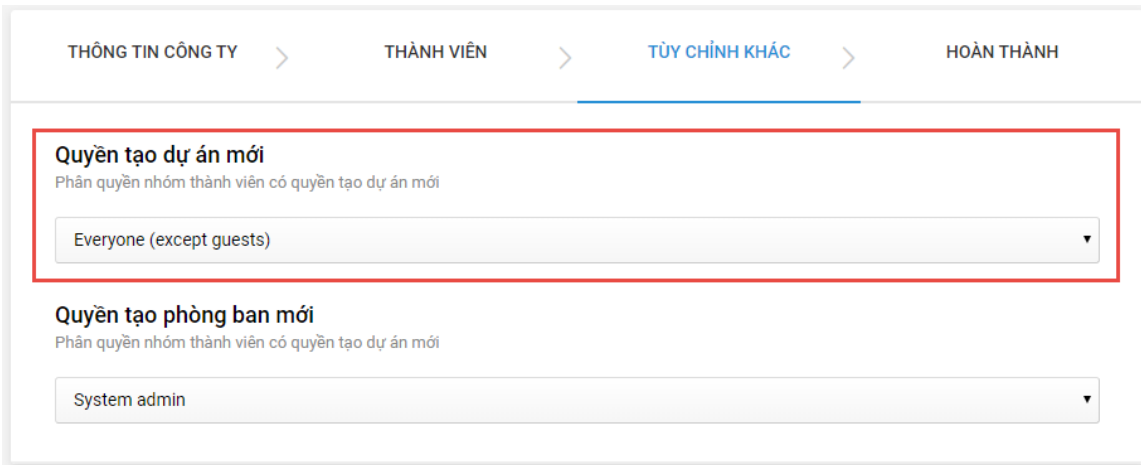 THÔNG TIN CÔNG TY
THÀNH VIÊN
TÙY CHỈNH KHÁC
HOÀN THÀNH
Quyền tạo dự án mới
Phân quyền nhóm thành viên có quyền tạo dự án mới
Everyone (except guests)
Quyền tạo phòng ban mới
Phân quyền nhóm thành viên có quyền tạo dự án mới
System admin